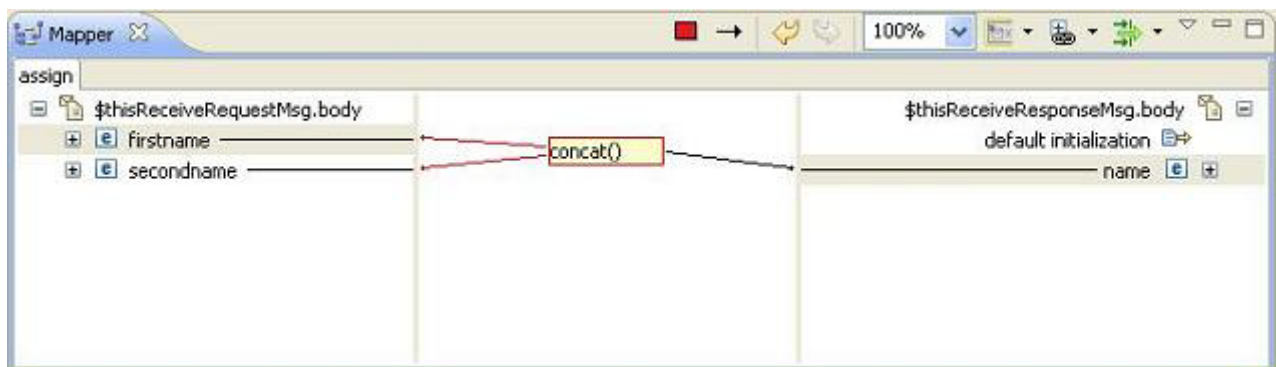 Mapper
100%
assign
$thisReceiveRequestMsg.body
$thisReceiveResponseMsg.body
firstname
default initialization
concat()
secondname
name